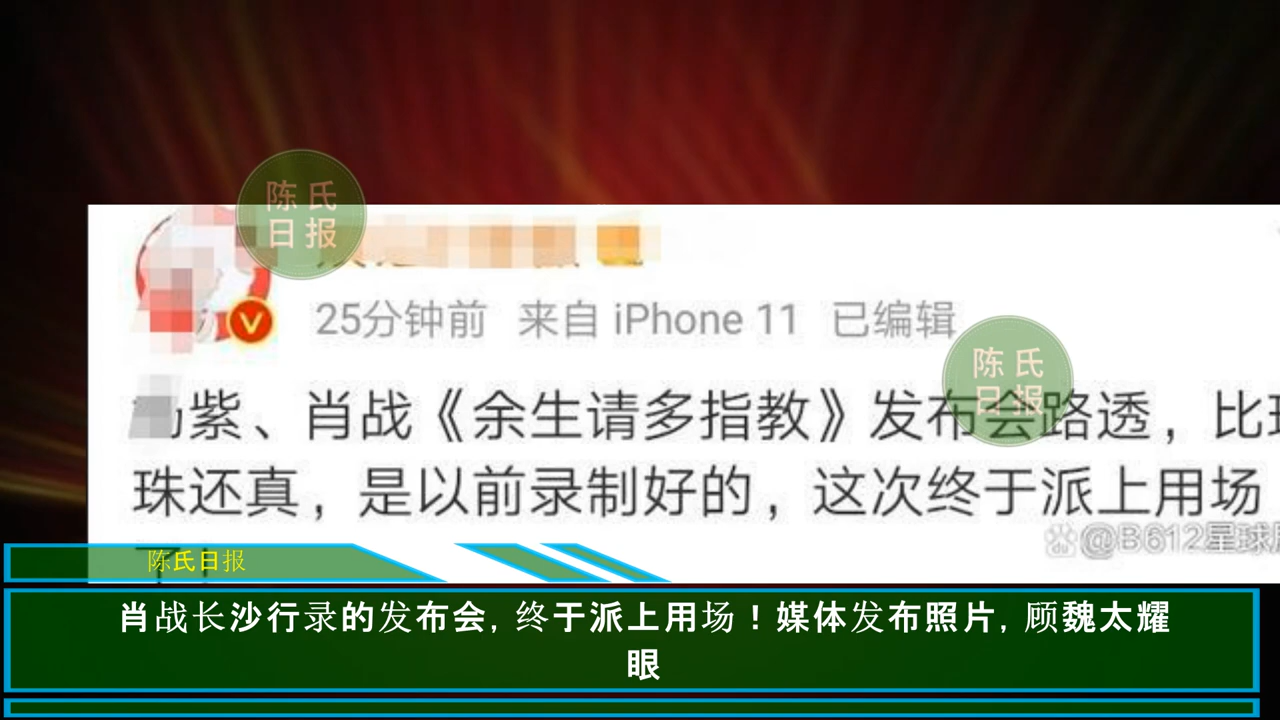 陈氏
日报
25分钟前 来自 iPhone 11 已编辑
陈氏
日报
紫、肖战《余生请多指教》发布会路透，比
珠还真，是以前录制好的，这次终于派上用场
@B612星球
陈氏日报
肖战长沙行录的发布会，终于派上用场！媒体发布照片，顾魏太耀
眼